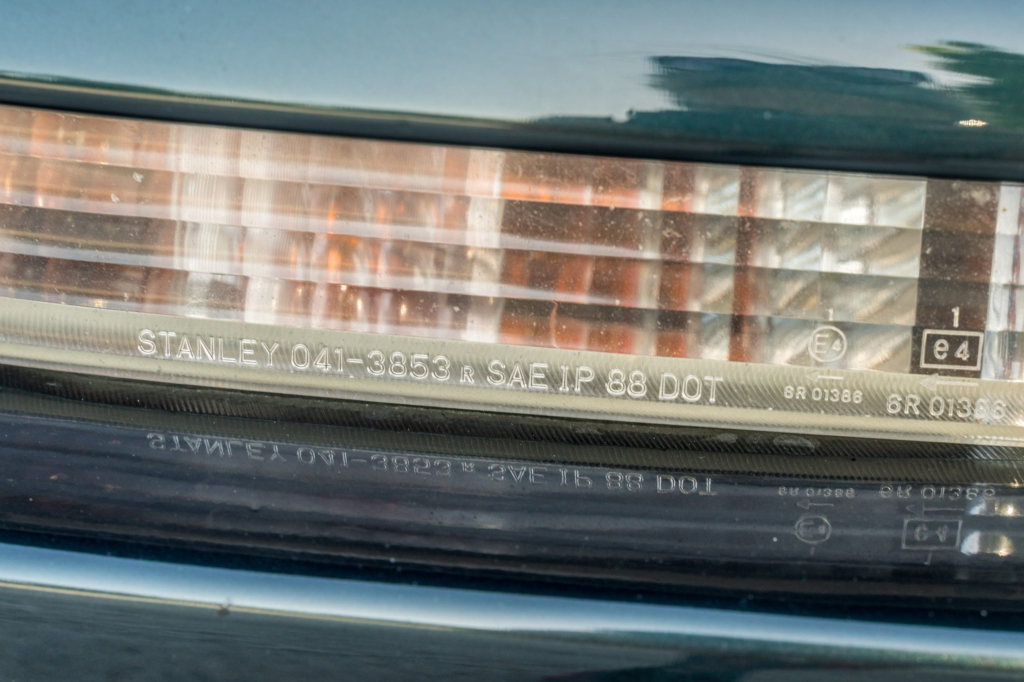 STANLEY 041-3853 R SAE IP 88 DOT
1
E4
6R 01386
1
e4
6R 01386